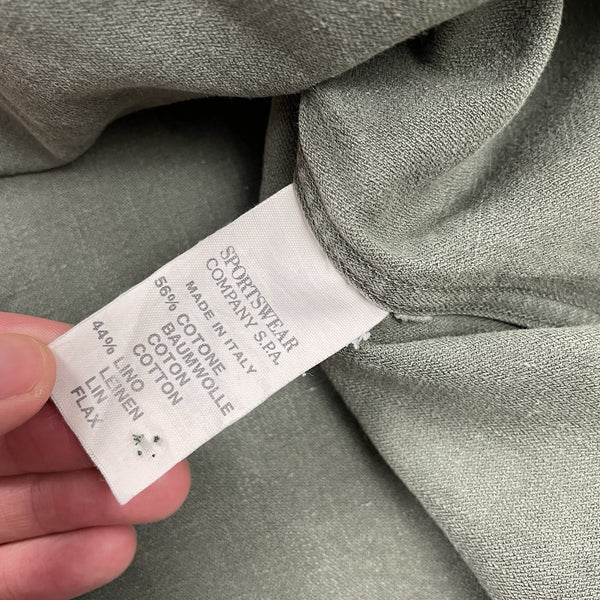 SPORTSWEAR
COMPANY S.P.A.
MADE IN ITALY
56% COTONE
BAUMWOLLE
COTON
COTTON
44% LINO
LEINEN
LIN
FLAX